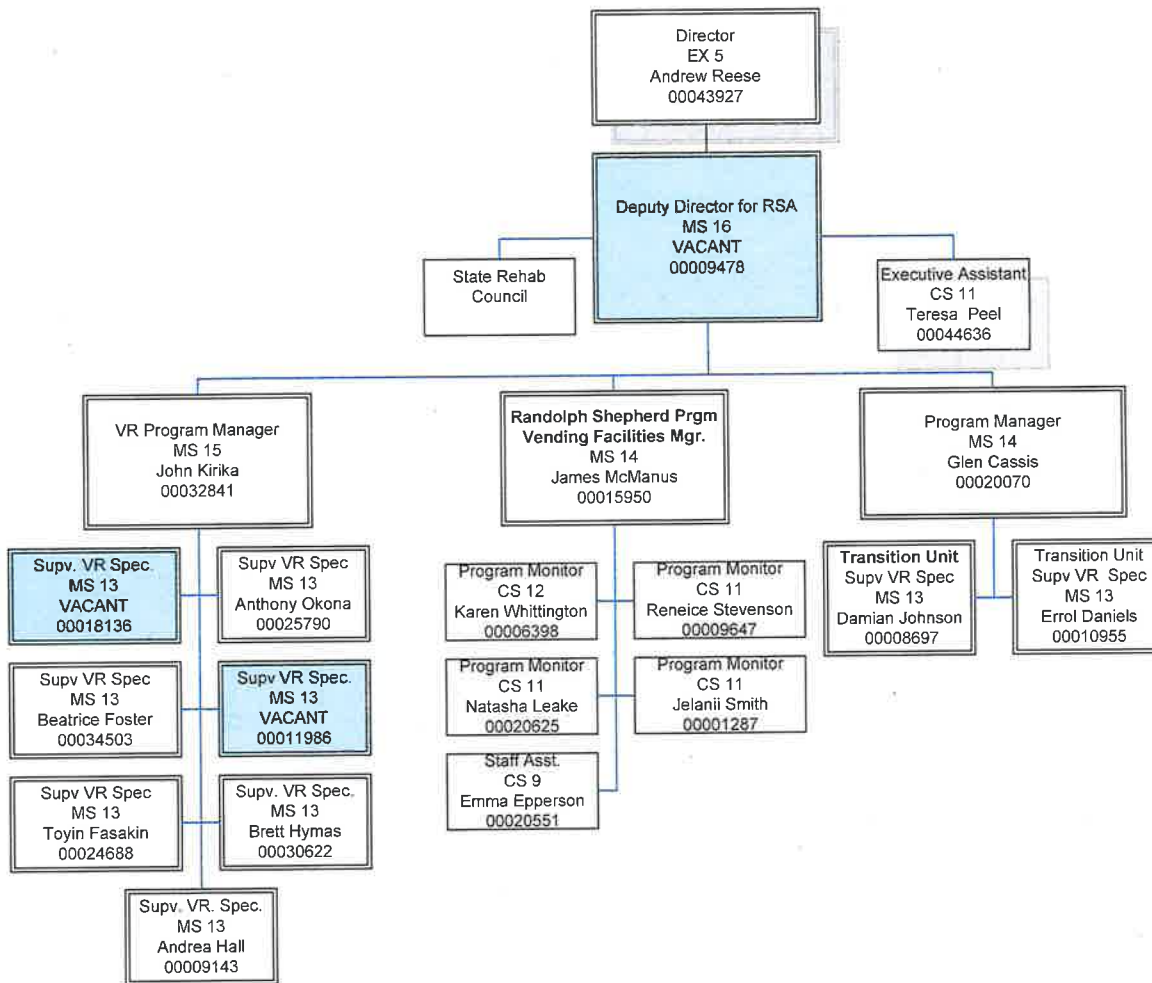 Director
EX 5
Andrew Reese
00043927
Deputy Director for RSA
MS 16
VACANT
00009478
State Rehab
Council
Executive Assistant
CS 11
Teresa Peel
00044636
VR Program Manager
MS 15
John Kirika
00032841
Randolph Shepherd Prgm
Vending Facilities Mgr.
MS 14
James McManus
00015950
Program Manager
MS 14
Glen Cassis
00020070
Supv. VR Spec.
MS 13
VACANT
00018136
Supv VR Spec
MS 13
Anthony Okona
00025790
Supv VR Spec
MS 13
Beatrice Foster
00034503
Supv VR Spec.
MS 13
VACANT
00011986
Supv VR Spec
MS 13
Toyin Fasakin
00024688
Supv. VR Spec.
MS 13
Brett Hymas
00030622
Supv. VR. Spec.
MS 13
Andrea Hall
00009143
Program Monitor
CS 12
Karen Whittington
00006398
Program Monitor
CS 11
Reneice Stevenson
00009647
Program Monitor
CS 11
Natasha Leake
00020625
Program Monitor
CS 11
Jelanii Smith
00001287
Staff Asst.
CS 9
Emma Epperson
00020551
Transition Unit
Supv VR Spec
MS 13
Damian Johnson
00008697
Transition Unit
Supv VR Spec
MS 13
Errol Daniels
00010955